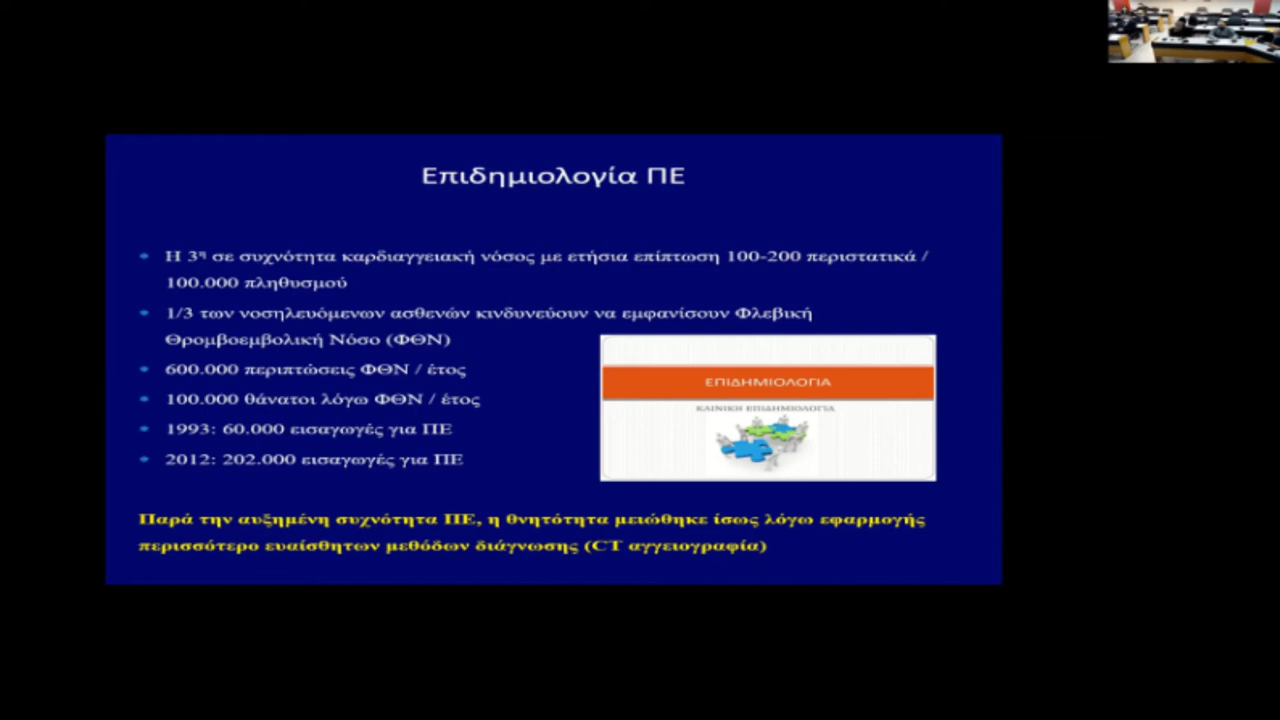 Επιδημιολογία ΠΕ
Η 3η σε συχνότητα καρδιαγγειακή νόσος με ετήσια επίπτωση 100-200 περιστατικά /
100.000 πληθυσμού
1/3 των νοσηλευόμενων ασθενών κινδυνεύουν να εμφανίσουν Φλεβική
Θρομβοεμβολική Νόσο (ΦΘΝ)
600.000 περιπτώσεις ΦΘΝ / έτος
100.000 θάνατοι λόγω ΦΘΝ / έτος
1993: 60.000 εισαγωγές για ΠΕ
2012: 202.000 εισαγωγές για ΠΕ
ΕΠΙΔΗΜΙΟΛΟΓΙΑ
ΚΛΙΝΙΚΗ ΕΠΙΔΗΜΙΟΛΟΓΙΑ
Παρά την αυξημένη συχνότητα ΠΕ, η θνητότητα μειώθηκε ίσως λόγω εφαρμογής
περισσότερο ευαίσθητων μεθόδων διάγνωσης (CT αγγειογραφία)